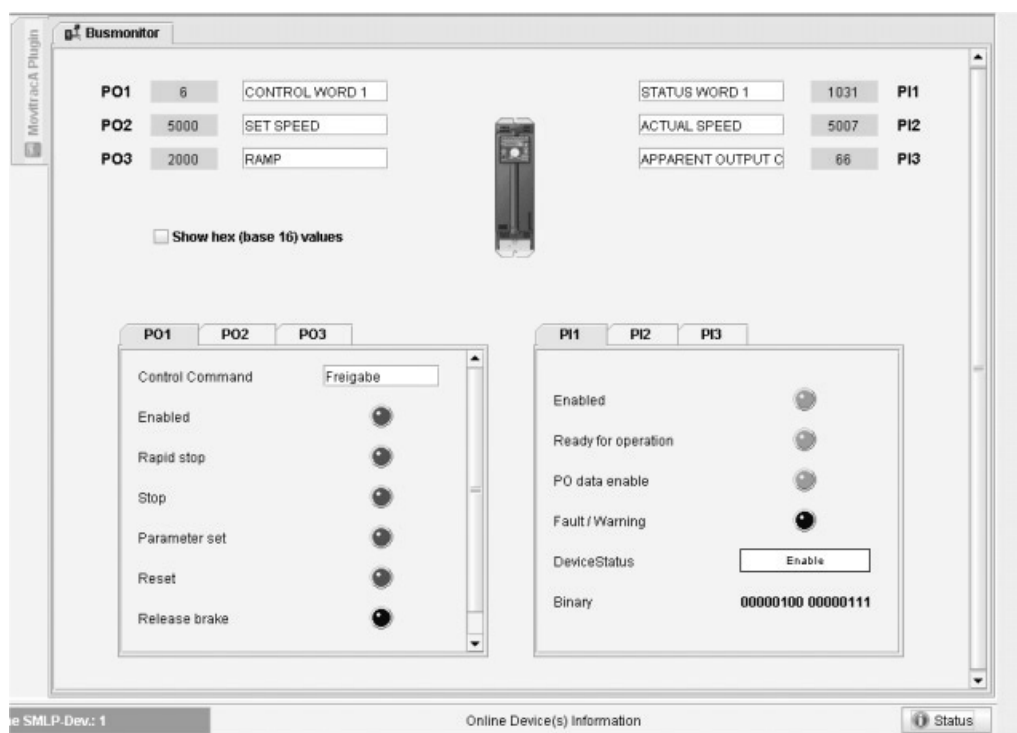 MovitracA Plugin
Busmonitor
PO1 6 CONTROL WORD 1 STATUS WORD 1 1031 PI1
PO2 5000 SET SPEED ACTUAL SPEED 5007 PI2
PO3 2000 RAMP APPARENT OUTPUT C 66 PI3
Show hex (base 16) values
PO1 PO2 PO3
Control Command Freigabe
Enabled
Rapid stop
Stop
Parameter set
Reset
Release brake
PI1 PI2 PI3
Enabled
Ready for operation
PO data enable
Fault / Warning
DeviceStatus Enable
Binary 00000100 00000111
e SMLP-Dev.: 1 Online Device(s) Information Status